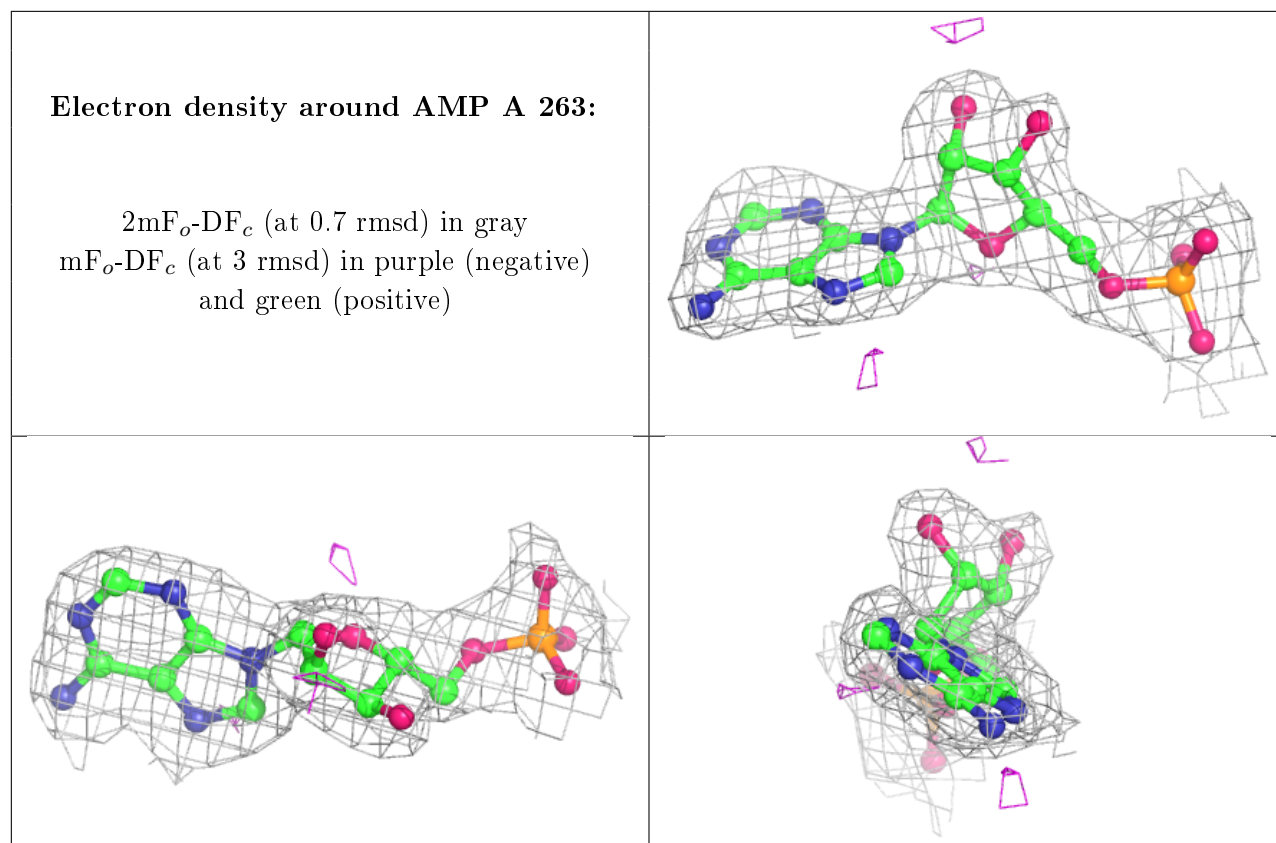 Electron density around AMP A 263:
2mFo-DFc (at 0.7 rmsd) in gray
mFo-DFc (at 3 rmsd) in purple (negative)
and green (positive)